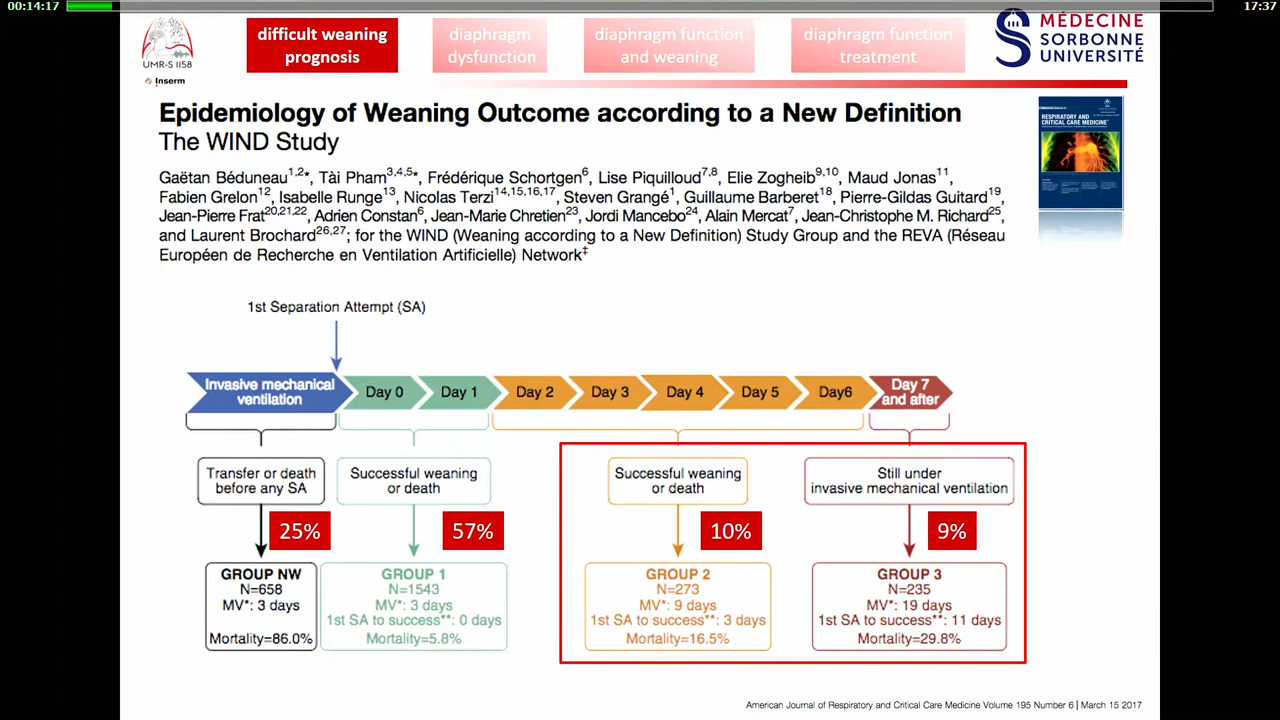 00:14:17
17:37
UMR-S 1158
Inserm
difficult weaning
prognosis
diaphragm
dysfunction
diaphragm function
and weaning
diaphragm function
treatment
MÉDECINE
SORBONNE
UNIVERSITÉ
Epidemiology of Weaning Outcome according to a New Definition
The WIND Study
Gaëtan Béduneau1,2*, Tài Pham3,4,5*, Frédérique Schortgen6, Lise Piquilloud7,8, Elie Zogheib9,10, Maud Jonas11,
Fabien Grelon12, Isabelle Runge13, Nicolas Terzi14,15,16,17, Steven Grangé1, Guillaume Barberet18, Pierre-Gildas Guitard19,
Jean-Pierre Frat20,21,22, Adrien Constan6, Jean-Marie Chretien23, Jordi Mancebo24, Alain Mercat7, Jean-Christophe M. Richard25,
and Laurent Brochard26,27; for the WIND (Weaning according to a New Definition) Study Group and the REVA (Réseau
Européen de Recherche en Ventilation Artificielle) Network‡
RESPIRATORY AND
CRITICAL CARE MEDICINE
1st Separation Attempt (SA)
Invasive mechanical
ventilation
Day 0
Day 1
Day 2
Day 3
Day 4
Day 5
Day6
Day 7
and after
Transfer or death
before any SA
Successful weaning
or death
Successful weaning
or death
Still under
invasive mechanical ventilation
25%
57%
10%
9%
GROUP NW
N=658
MV*: 3 days
Mortality=86.0%
GROUP 1
N=1543
MV*: 3 days
1st SA to success**: 0 days
Mortality=5.8%
GROUP 2
N=273
MV*: 9 days
1st SA to success**: 3 days
Mortality=16.5%
GROUP 3
N=235
MV*: 19 days
1st SA to success**: 11 days
Mortality=29.8%
American Journal of Respiratory and Critical Care Medicine Volume 195 Number 6 | March 15 2017